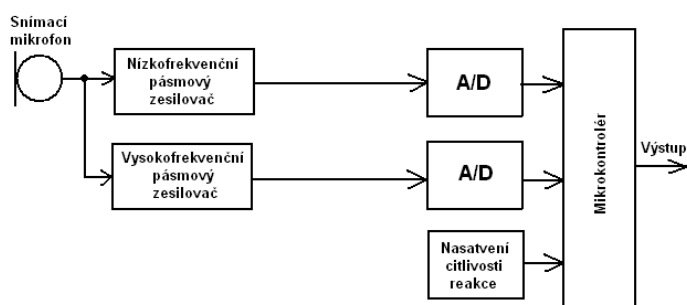 Snímací
mikrofon
Nízkofrekvenční
pásmový
zesilovač
A/D
Vysokofrekvenční
pásmový
zesilovač
A/D
Nasatvení
citlivosti
reakce
Mikrokontrolér
Výstup